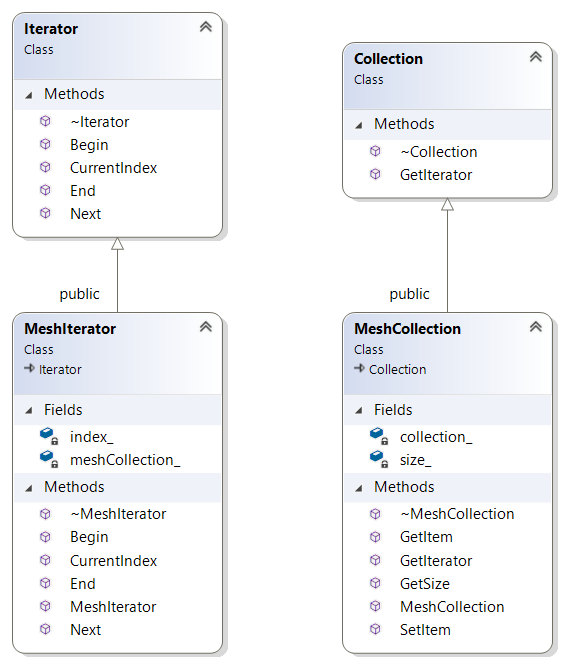 Iterator
Class
Methods
~Iterator
Begin
CurrentIndex
End
Next
public
MeshIterator
Class
Iterator
Fields
index_
meshCollection_
Methods
~MeshIterator
Begin
CurrentIndex
End
MeshIterator
Next
Collection
Class
Methods
~Collection
GetIterator
public
MeshCollection
Class
Collection
Fields
collection_
size_
Methods
~MeshCollection
GetItem
GetIterator
GetSize
MeshCollection
SetItem